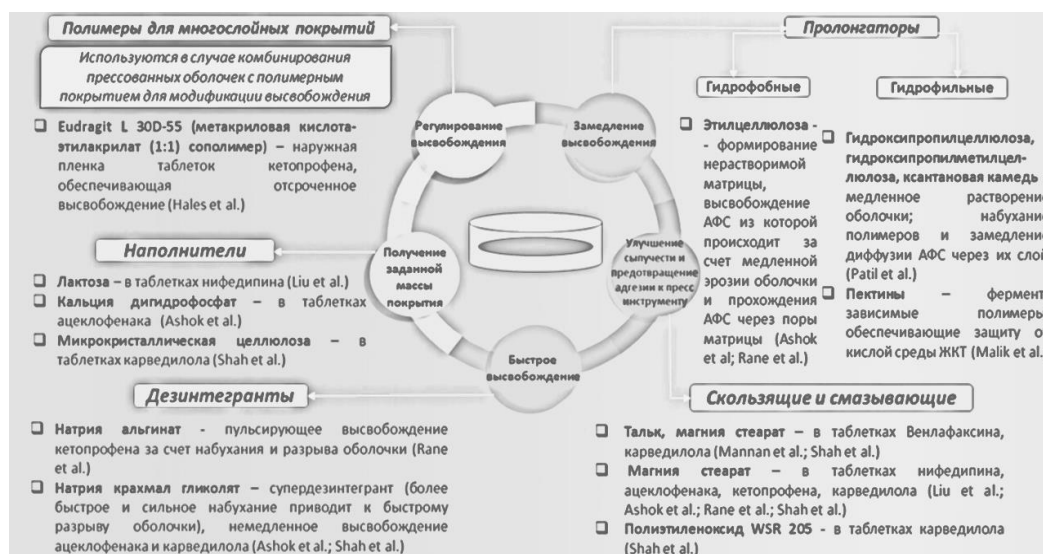 Полимеры для многослойных покрытий
Используются в случае комбинирования
прессованных оболочек с полимерным
покрытием для модификации высвобождения
❑ Eudragit L 30D-55 (метакриловая кислота-
этилакрилат (1:1) сополимер) – наружная
пленка таблеток кетопрофена,
обеспечивающая отсроченное
высвобождение (Hales et al.)
Наполнители
❑ Лактоза – в таблетках нифедипина (Liu et al.)
❑ Кальция дигидрофосфат – в таблетках
ацеклофенака (Ashok et al.)
❑ Микрокристаллическая целлюлоза – в
таблетках карведилола (Shah et al.)
Дезинтегранты
❑ Натрия альгинат - пульсирующее высвобождение
кетопрофена за счет набухания и разрыва оболочки (Rane
et al.)
❑ Натрия крахмал гликолят – супердезинтегрант (более
быстрое и сильное набухание приводит к быстрому
разрыву оболочки), немедленное высвобождение
ацеклофенака и карведилола (Ashok et al.; Shah et al.)
Регулирование
высвобождения
Замедление
высвобождения
Получение
заданной
массы
покрытия
Улучшение
сыпучести и
предотвращение
адгезии к пресс
инструменту
Быстрое
высвобождение
Пролонгаторы
Гидрофобные
❑ Этилцеллюлоза -
- формирование
нерастворимой
матрицы,
высвобождение
АФС из которой
происходит за
счет медленной
эрозии оболочки
и прохождения
АФС через поры
матрицы (Ashok
et al; Rane et al.)
Гидрофильные
❑ Гидроксипропилцеллюлоза,
гидроксипропилметилцел-
люлоза, ксантановая камедь
медленное растворение
оболочки; набухание
полимеров и замедление
диффузии АФС через их слой
(Patil et al.)
❑ Пектины – фермент
зависимые полимеры
обеспечивающие защиту от
кислой среды ЖКТ (Malik et al.
Скользящие и смазывающие
❑ Тальк, магния стеарат – в таблетках Венлафаксина,
карведилола (Mannan et al.; Shah et al.)
❑ Магния стеарат – в таблетках нифедипина,
ацеклофенака, кетопрофена, карведилола (Liu et al.;
Ashok et al.; Rane et al.; Shah et al.)
❑ Полиэтиленоксид WSR 205 - в таблетках карведилола
(Shah et al.)